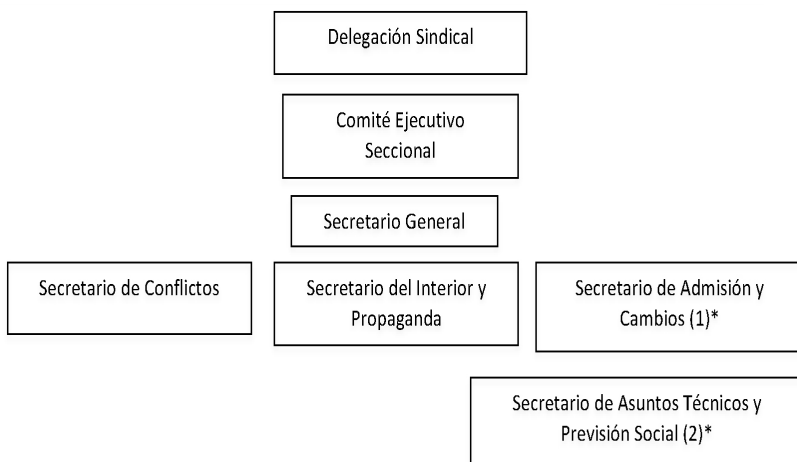 Delegación Sindical
Comité Ejecutivo
Seccional
Secretario General
Secretario de Conflictos
Secretario del Interior y
Propaganda
Secretario de Admisión y
Cambios (1)*
Secretario de Asuntos Técnicos y
Previsión Social (2)*